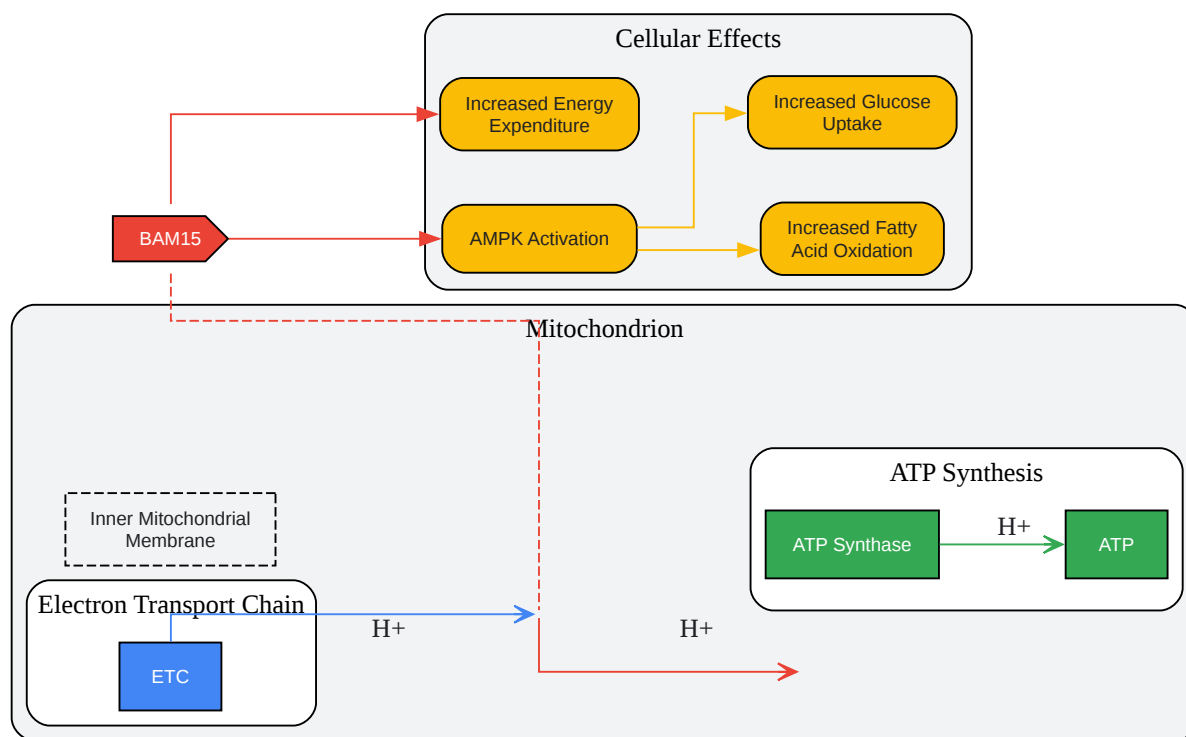 Cellular Effects
Increased Energy
Expenditure
Increased Glucose
Uptake
BAM15
AMPK Activation
Increased Fatty
Acid Oxidation
Mitochondrion
ATP Synthesis
Inner Mitochondrial
Membrane
ATP Synthase
H+
ATP
Electron Transport Chain
H+
H+
ETC